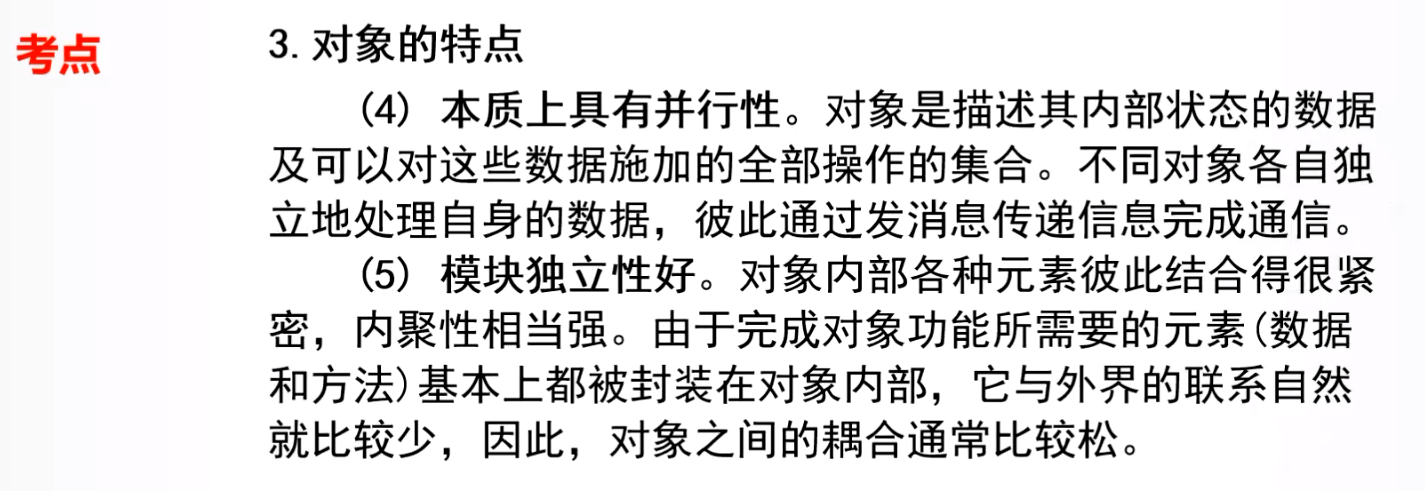 考点
3. 对象的特点
(4) 本质上具有并行性。对象是描述其内部状态的数据
及可以对这些数据施加的全部操作的集合。不同对象各自独
立地处理自身的数据，彼此通过发消息传递信息完成通信。
(5) 模块独立性好。对象内部各种元素彼此结合得很紧
密，内聚性相当强。由于完成对象功能所需要的元素(数据
和方法)基本上都被封装在对象内部，它与外界的联系自然
就比较少，因此，对象之间的耦合通常比较松。